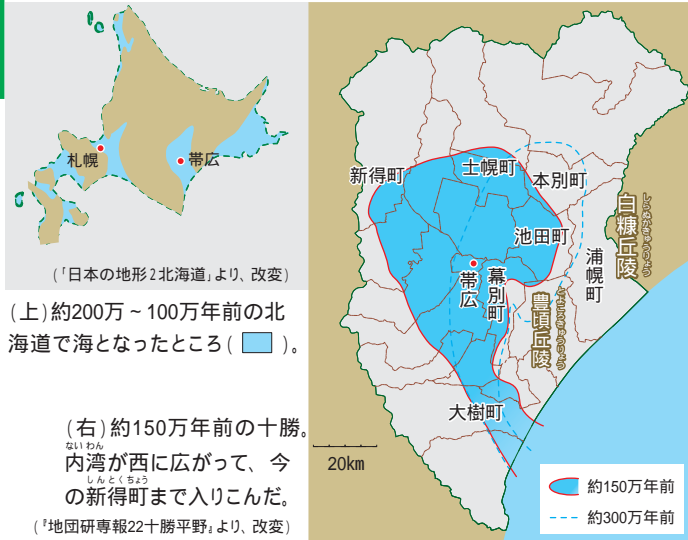 札幌
帯広
(「日本の地形2北海道」より、改変)
(上)約200万~100万年前の北
海道で海となったところ( )。
(右)約150万年前の十勝。
ないわん
内湾が西に広がって、今
しんとくちょう
の新得町まで入りこんだ。
(『地団研専報22十勝平野』より、改変)
新得町
士幌町
本別町
池田町
帯広
幕別町
浦幌町
白糠丘陵
しらぬかきゅうりょう
豊頃丘陵
とよころきゅうりょう
大樹町
20km
約150万年前
約300万年前